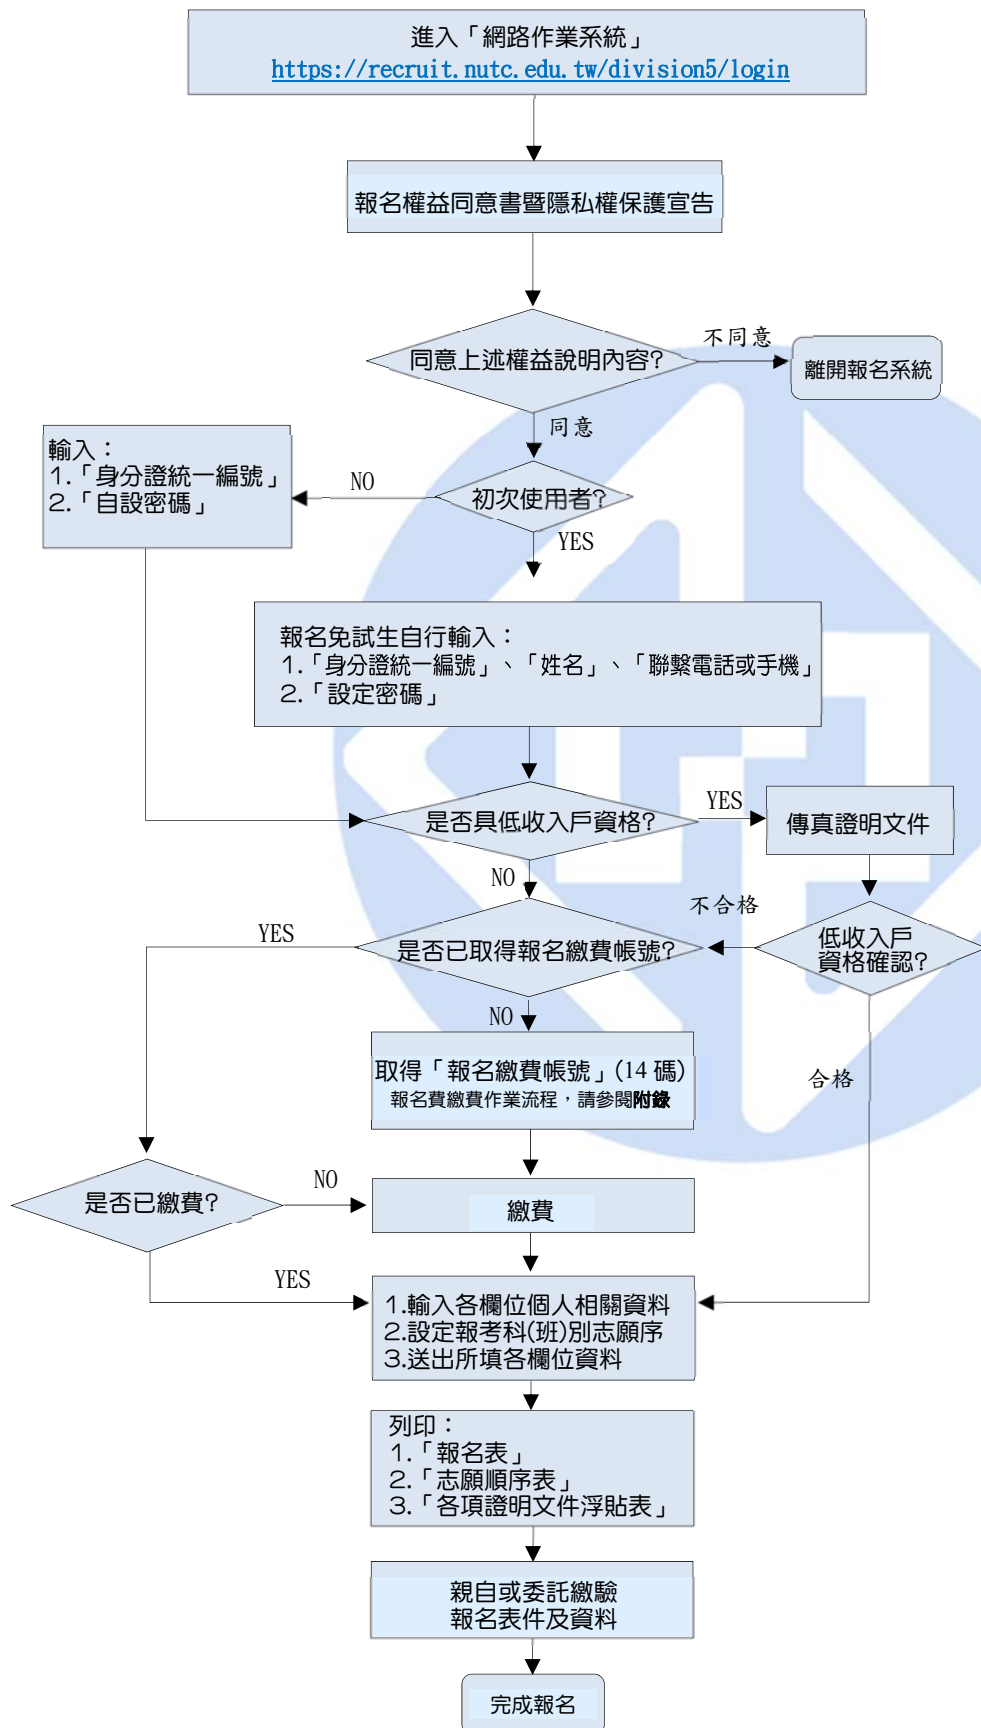 進入「網路作業系統」
https://recruit.nutc.edu.tw/division5/login
報名權益同意書暨隱私權保護宣告
同意上述權益說明內容?
不同意
離開報名系統
同意
輸入：
1.「身分證統一編號」
2.「自設密碼」
NO
初次使用者?
YES
報名免試生自行輸入：
1.「身分證統一編號」、「姓名」、「聯繫電話或手機」
2.「設定密碼」
是否具低收入戶資格?
YES
傳真證明文件
NO
不合格
低收入戶
資格確認?
YES
是否已取得報名繳費帳號?
NO
取得「報名繳費帳號」(14 碼)
報名費繳費作業流程，請參閱附錄
合格
是否已繳費?
NO
繳費
YES
1.輸入各欄位個人相關資料
2.設定報考科(班)別志願序
3.送出所填各欄位資料
列印：
1.「報名表」
2.「志願順序表」
3.「各項證明文件浮貼表」
親自或委託繳驗
報名表件及資料
完成報名